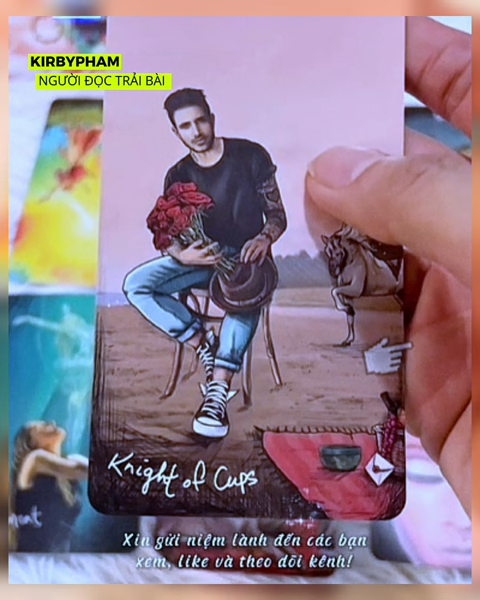 KIRBYPHAM
NGƯỜI ĐỌC TRẢI BÀI
Knight of Cups
Xin gửi niệm lành đến các bạn
xem, like và theo dõi kênh!